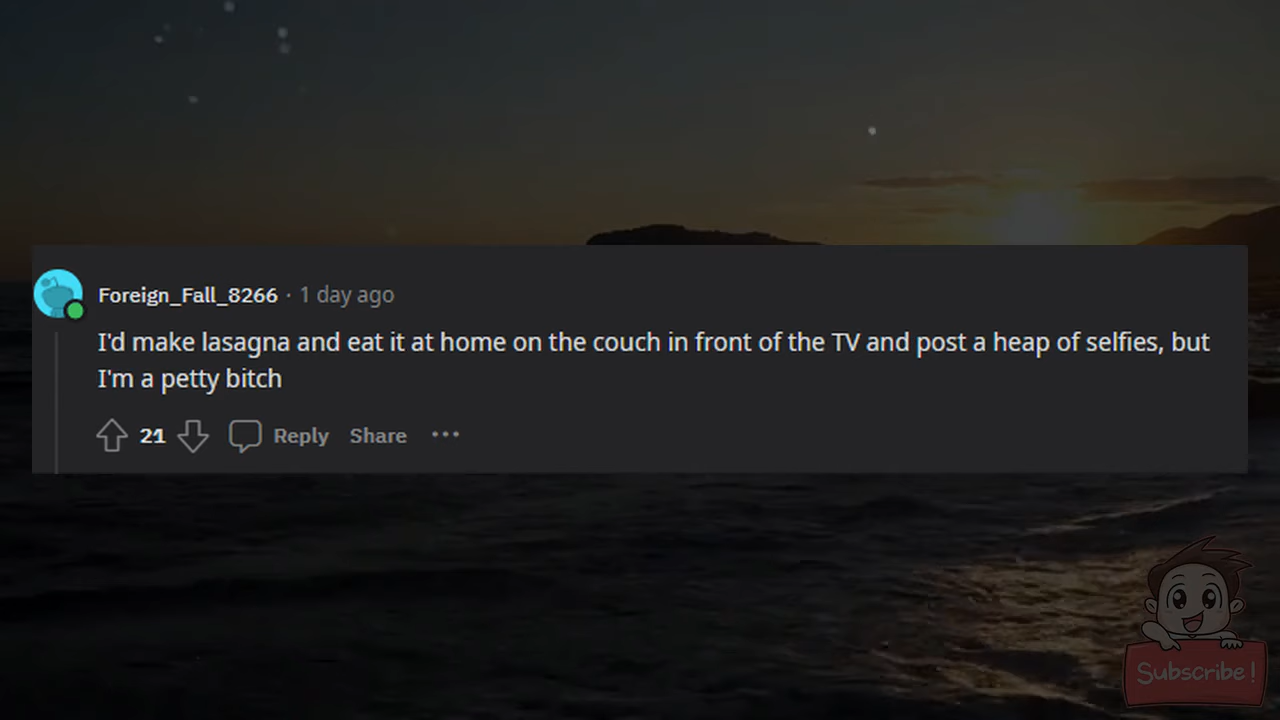 Foreign_Fall_8266 · 1 day ago
I'd make lasagna and eat it at home on the couch in front of the TV and post a heap of selfies, but
I'm a petty bitch
21 Reply Share ···
Subscribe!